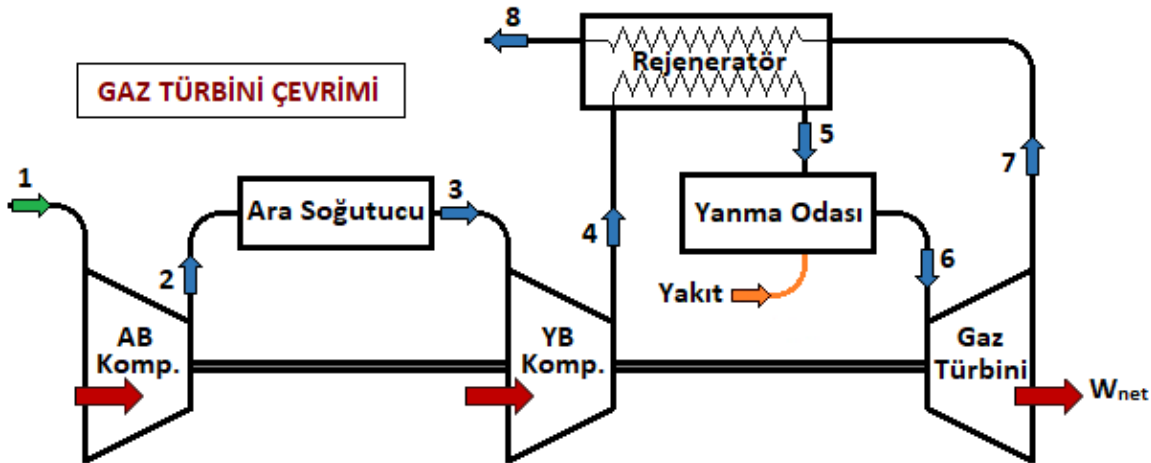 8
Rejeneratör
GAZ TÜRBİNİ ÇEVRİMİ
5
7
1
3
Ara Soğutucu
Yanma Odası
4
2
6
Yakıt
AB
Komp.
YB
Komp.
Gaz
Türbini
Wnet